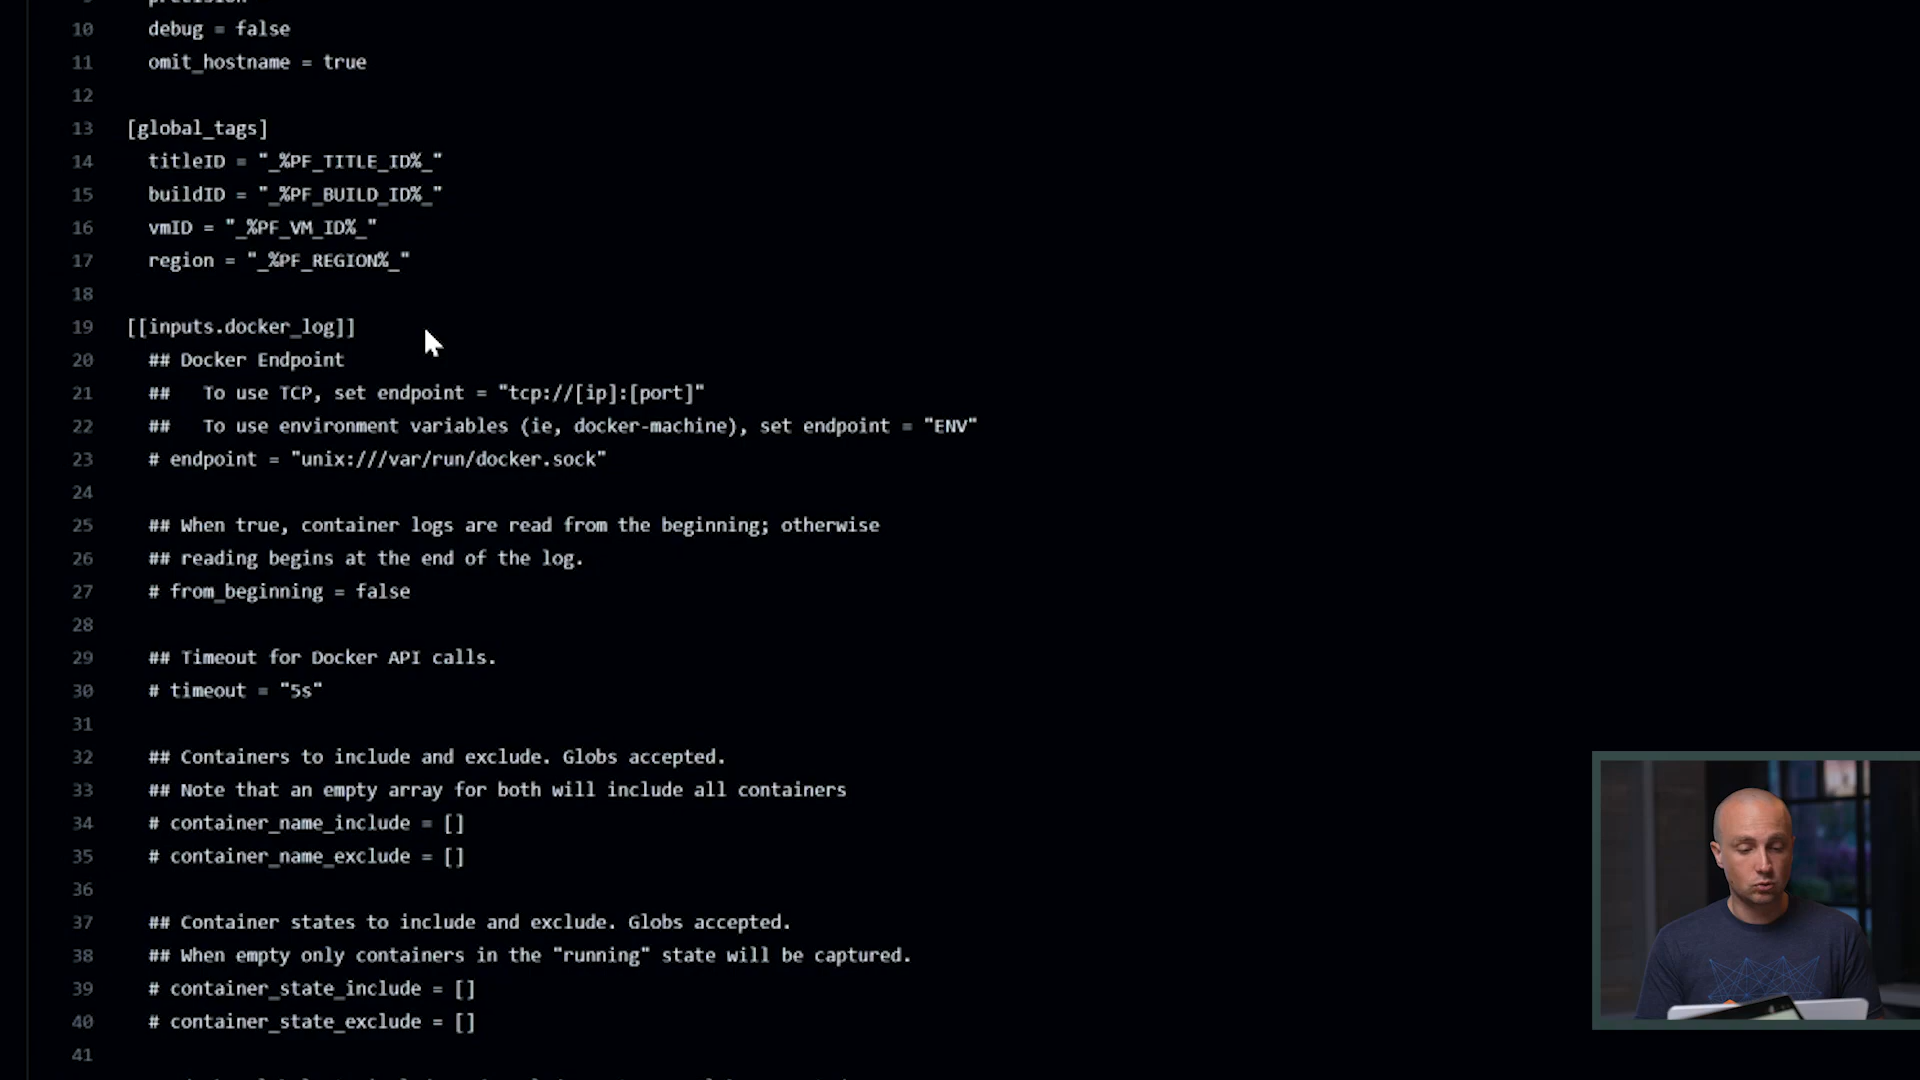 precision
10 debug = false
11 omit_hostname = true
12
13 [global_tags]
14 titleID = "_%PF_TITLE_ID%_"
15 buildID = "_%PF_BUILD_ID%_"
16 vmID = "_%PF_VM_ID%_"
17 region = "_%PF_REGION%_"
18
19 [[inputs.docker_log]]
20 ## Docker Endpoint
21 ##   To use TCP, set endpoint = "tcp://[ip]:[port]"
22 ##   To use environment variables (ie, docker-machine), set endpoint = "ENV"
23 # endpoint = "unix:///var/run/docker.sock"
24
25 ## When true, container logs are read from the beginning; otherwise
26 ## reading begins at the end of the log.
27 # from_beginning = false
28
29 ## Timeout for Docker API calls.
30 # timeout = "5s"
31
32 ## Containers to include and exclude. Globs accepted.
33 ## Note that an empty array for both will include all containers
34 # container_name_include = []
35 # container_name_exclude = []
36
37 ## Container states to include and exclude. Globs accepted.
38 ## When empty only containers in the "running" state will be captured.
39 # container_state_include = []
40 # container_state_exclude = []
41